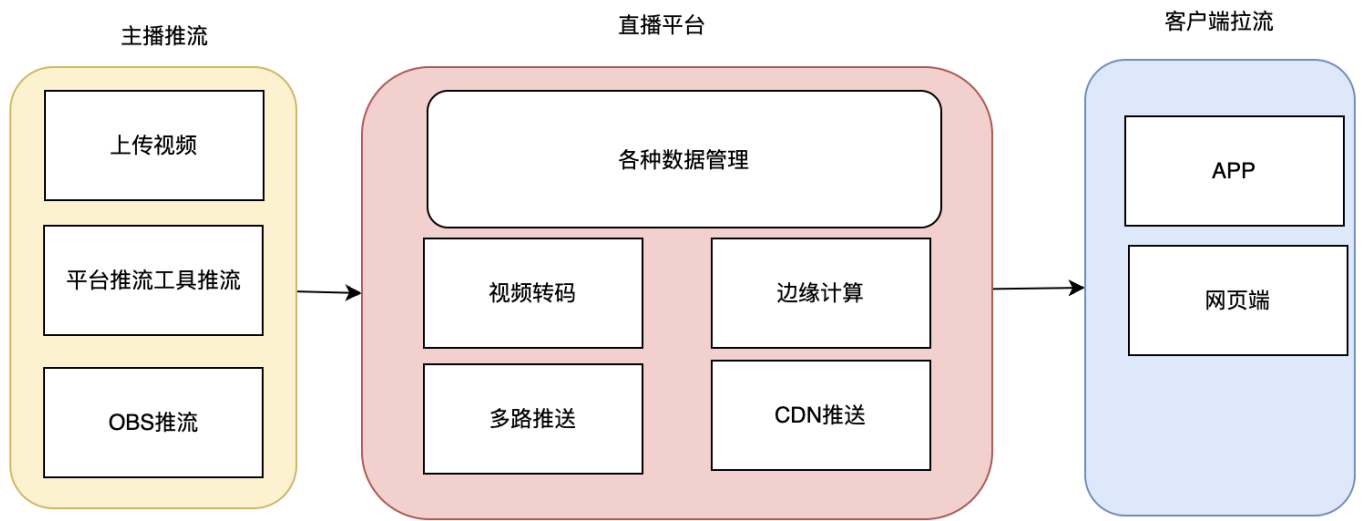 主播推流
直播平台
客户端拉流
上传视频
平台推流工具推流
OBS推流
各种数据管理
视频转码
边缘计算
多路推送
CDN推送
APP
网页端